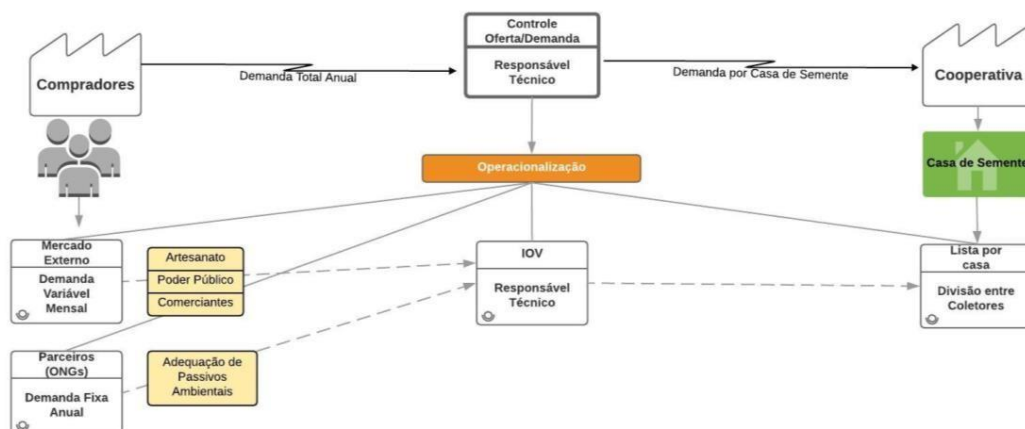 Controle
Oferta/Demanda
Responsável
Técnico
Compradores
Demanda Total Anual
Demanda por Casa de Semente
Cooperativa
Operacionalização
Casa de Semente
Mercado
Externo
Demanda
Variável
Mensal
Artesanato
Poder Público
Comerciantes
IOV
Responsável
Técnico
Lista por
casa
Divisão entre
Coletores
Parceiros
(ONGs)
Demanda Fixa
Anual
Adequação de
Passivos
Ambientais